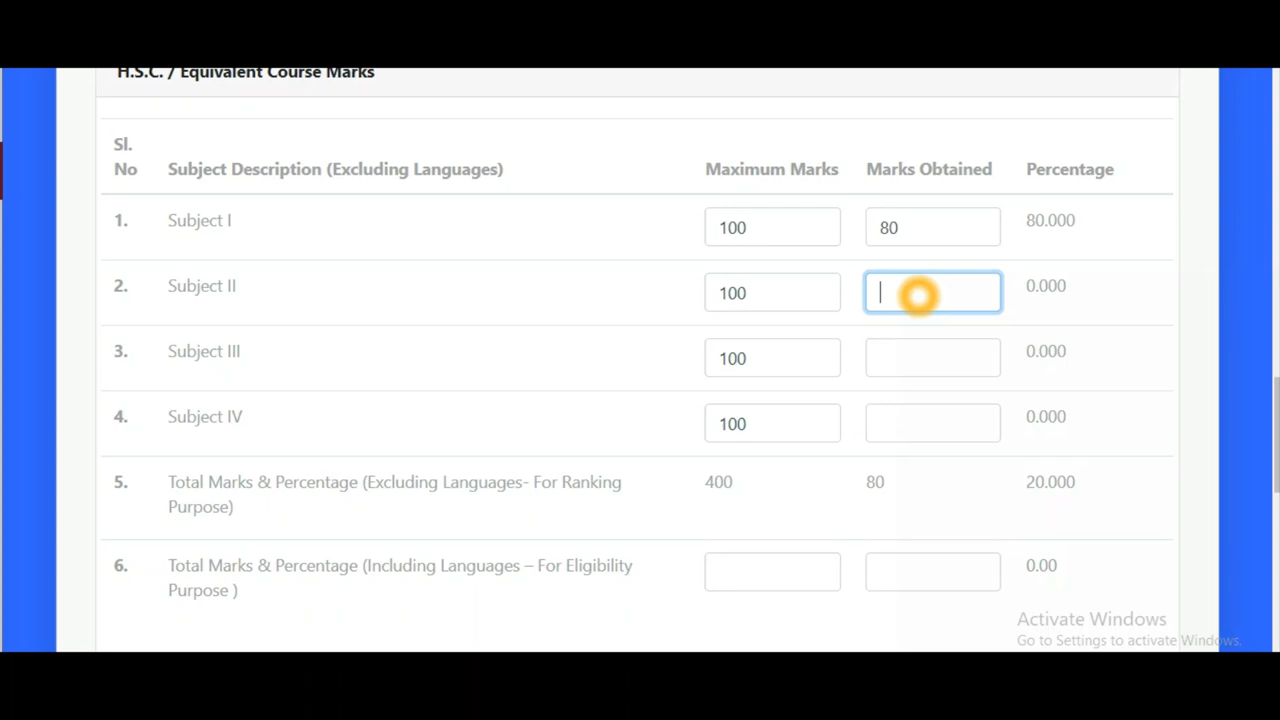 H.S.C. / Equivalent Course Marks
Sl.
No Subject Description (Excluding Languages) Maximum Marks Marks Obtained Percentage
1. Subject I 100 80 80.000
2. Subject II 100 0.000
3. Subject III 100 0.000
4. Subject IV 100 0.000
5. Total Marks & Percentage (Excluding Languages- For Ranking 400 80 20.000
Purpose)
6. Total Marks & Percentage (Including Languages – For Eligibility 0.00
Purpose )
Activate Windows
Go to Settings to activate Windows.